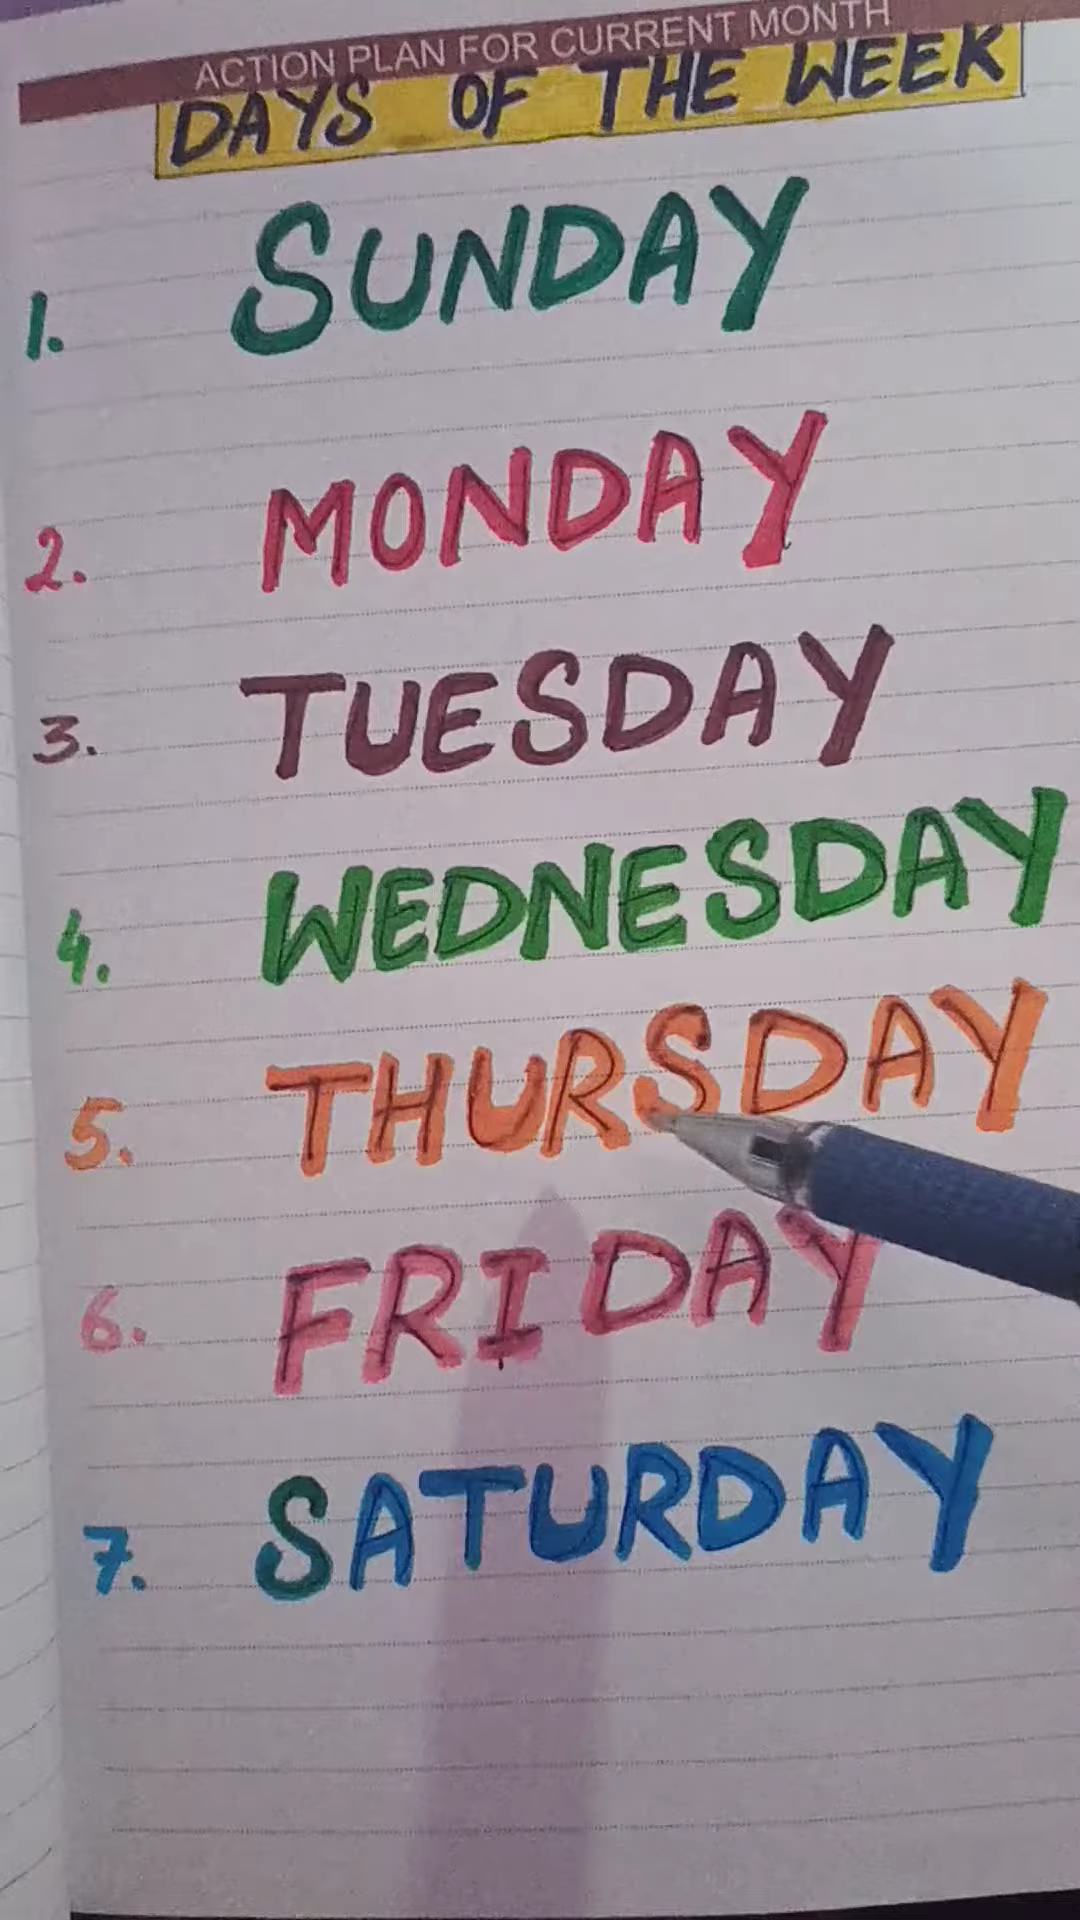 ACTION PLAN FOR CURRENT MONTH
DAYS OF THE WEEK
1. SUNDAY
2. MONDAY
3. TUESDAY
4. WEDNESDAY
5. THURSDAY
6. FRIDAY
7. SATURDAY